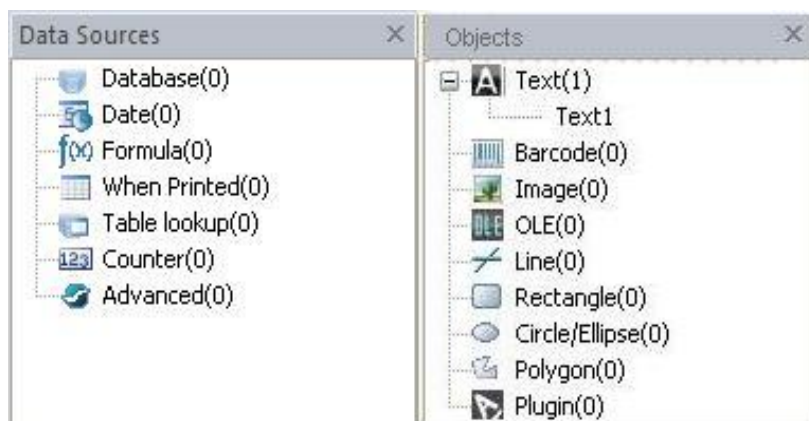 Data Sources
Database(0)
Date(0)
f(x) Formula(0)
When Printed(0)
Table lookup(0)
123 Counter(0)
Advanced(0)
Objects
A Text(1)
Text1
Barcode(0)
Image(0)
OLE OLE(0)
Line(0)
Rectangle(0)
Circle/Ellipse(0)
Polygon(0)
Plugin(0)